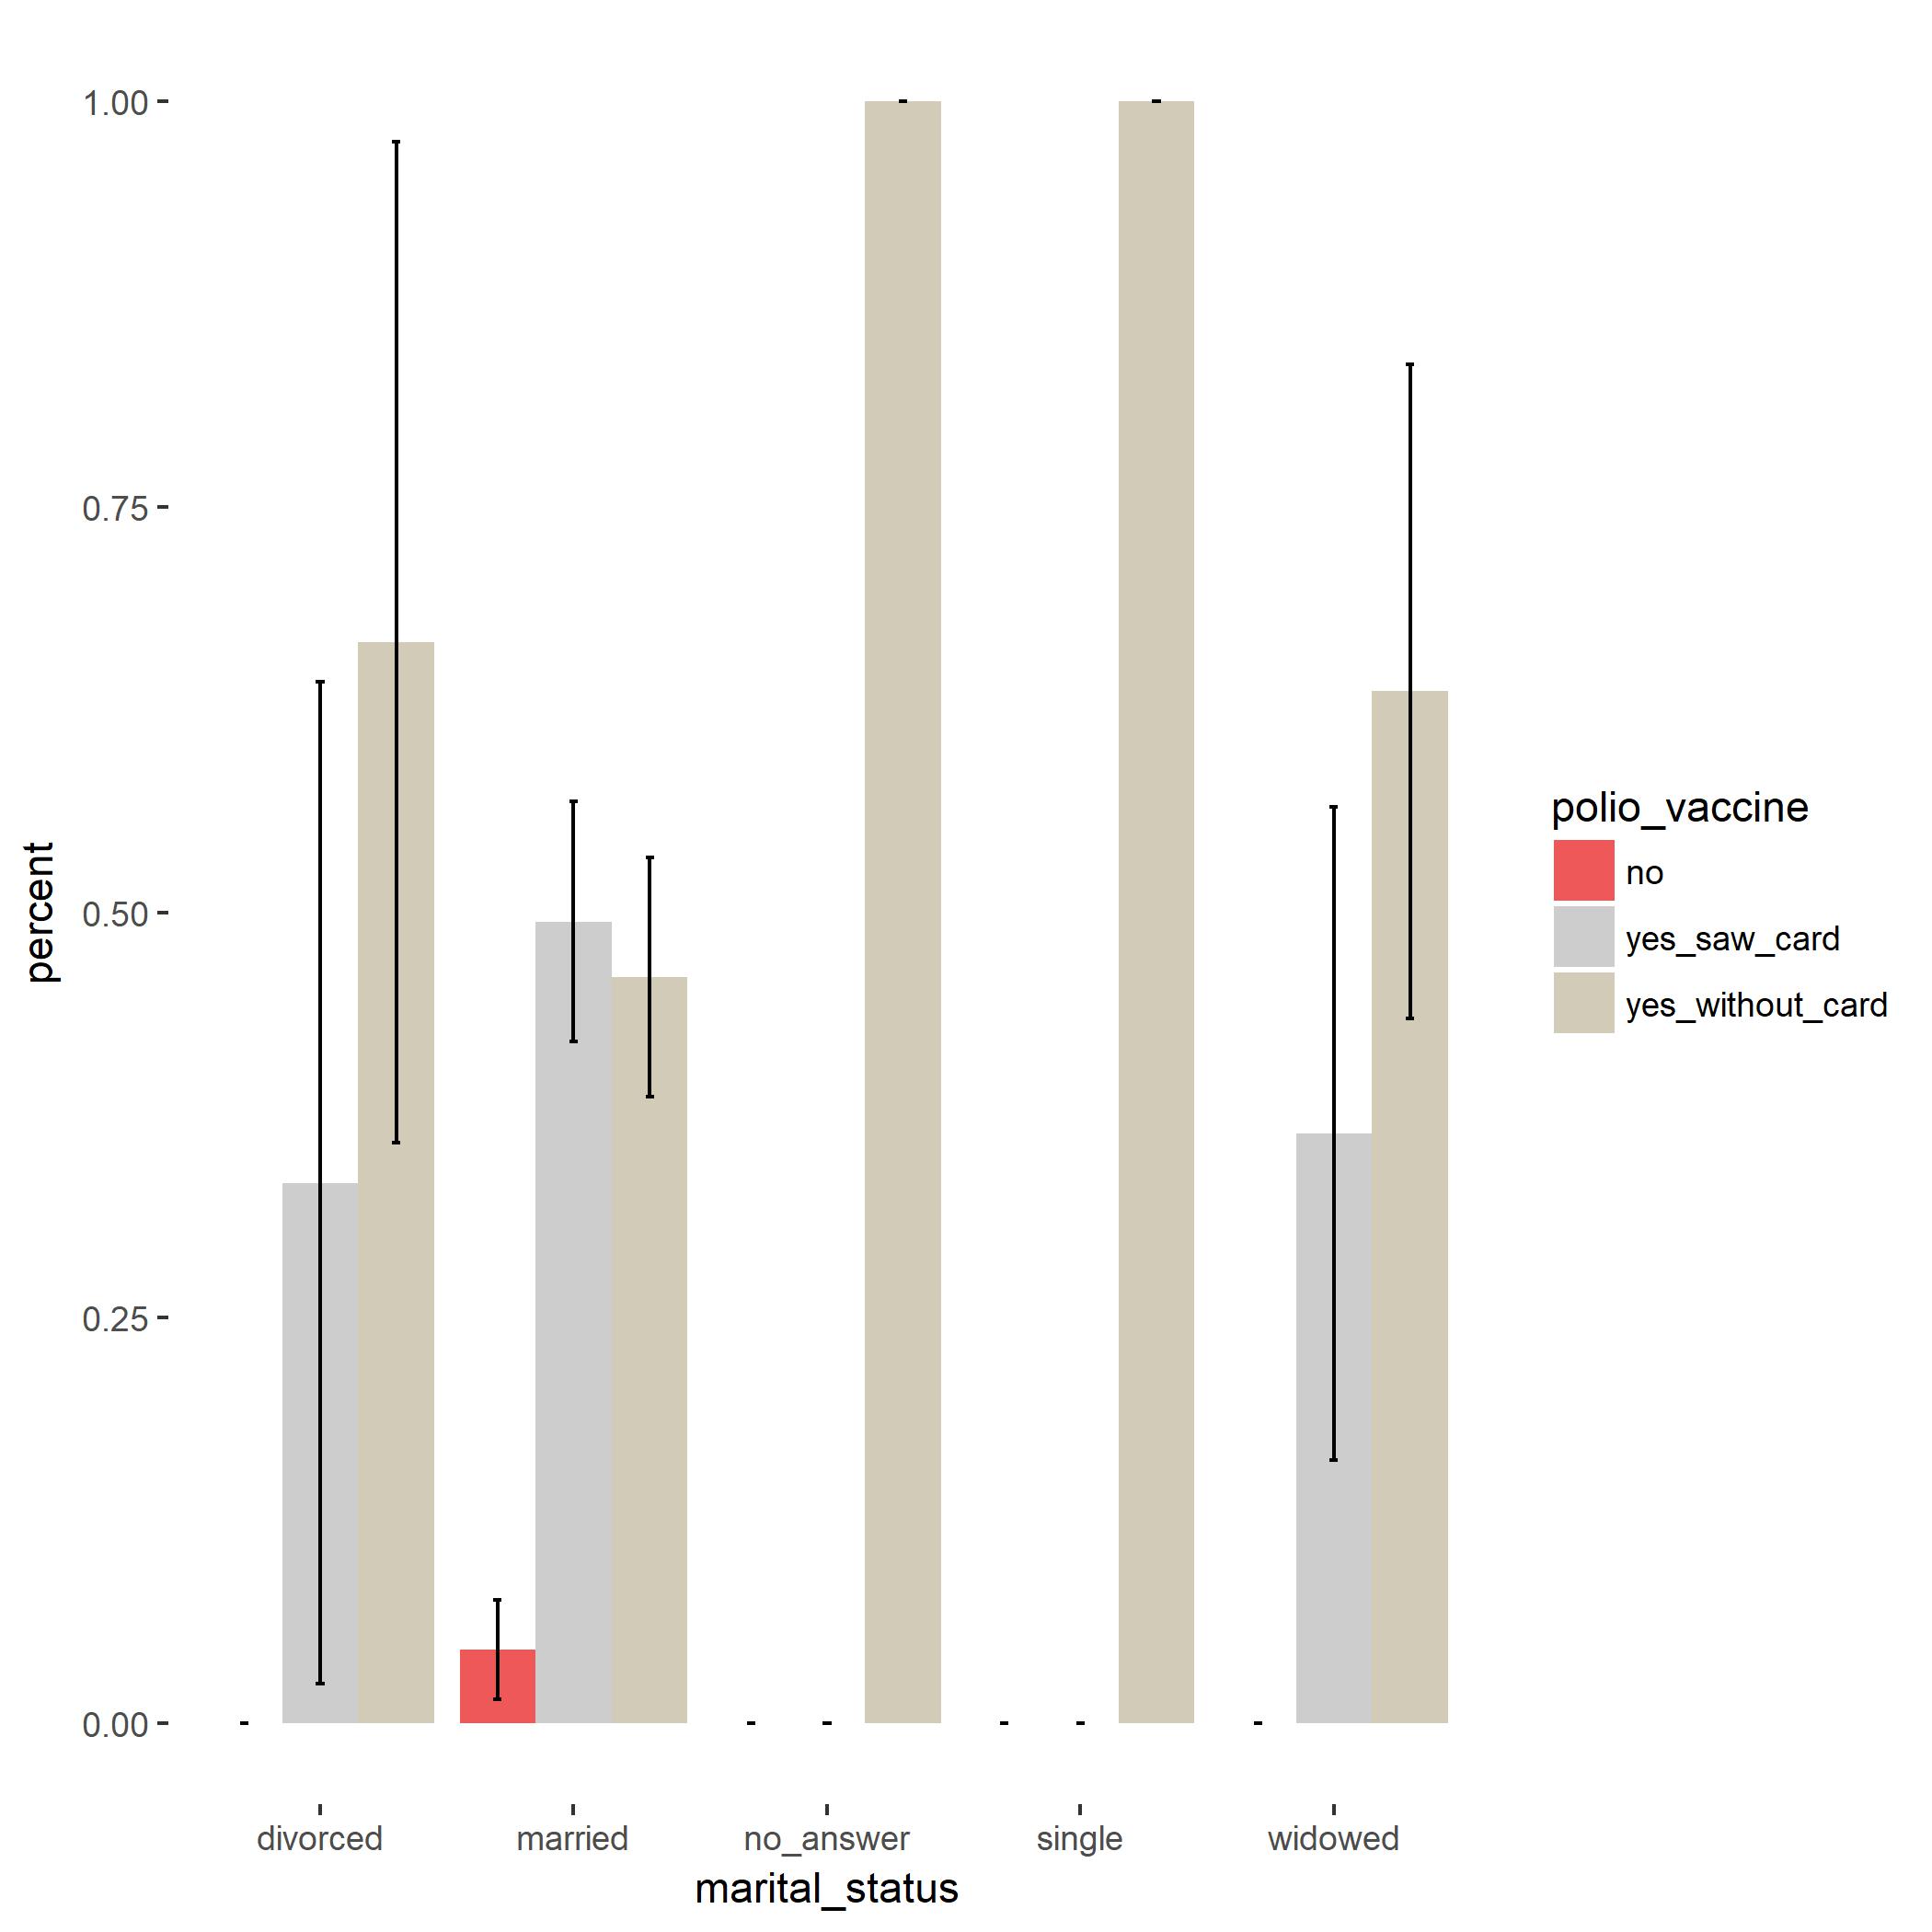 percent
1.00
0.75
0.50
0.25
0.00
divorced married no_answer single widowed
marital_status
polio_vaccine
no
yes_saw_card
yes_without_card